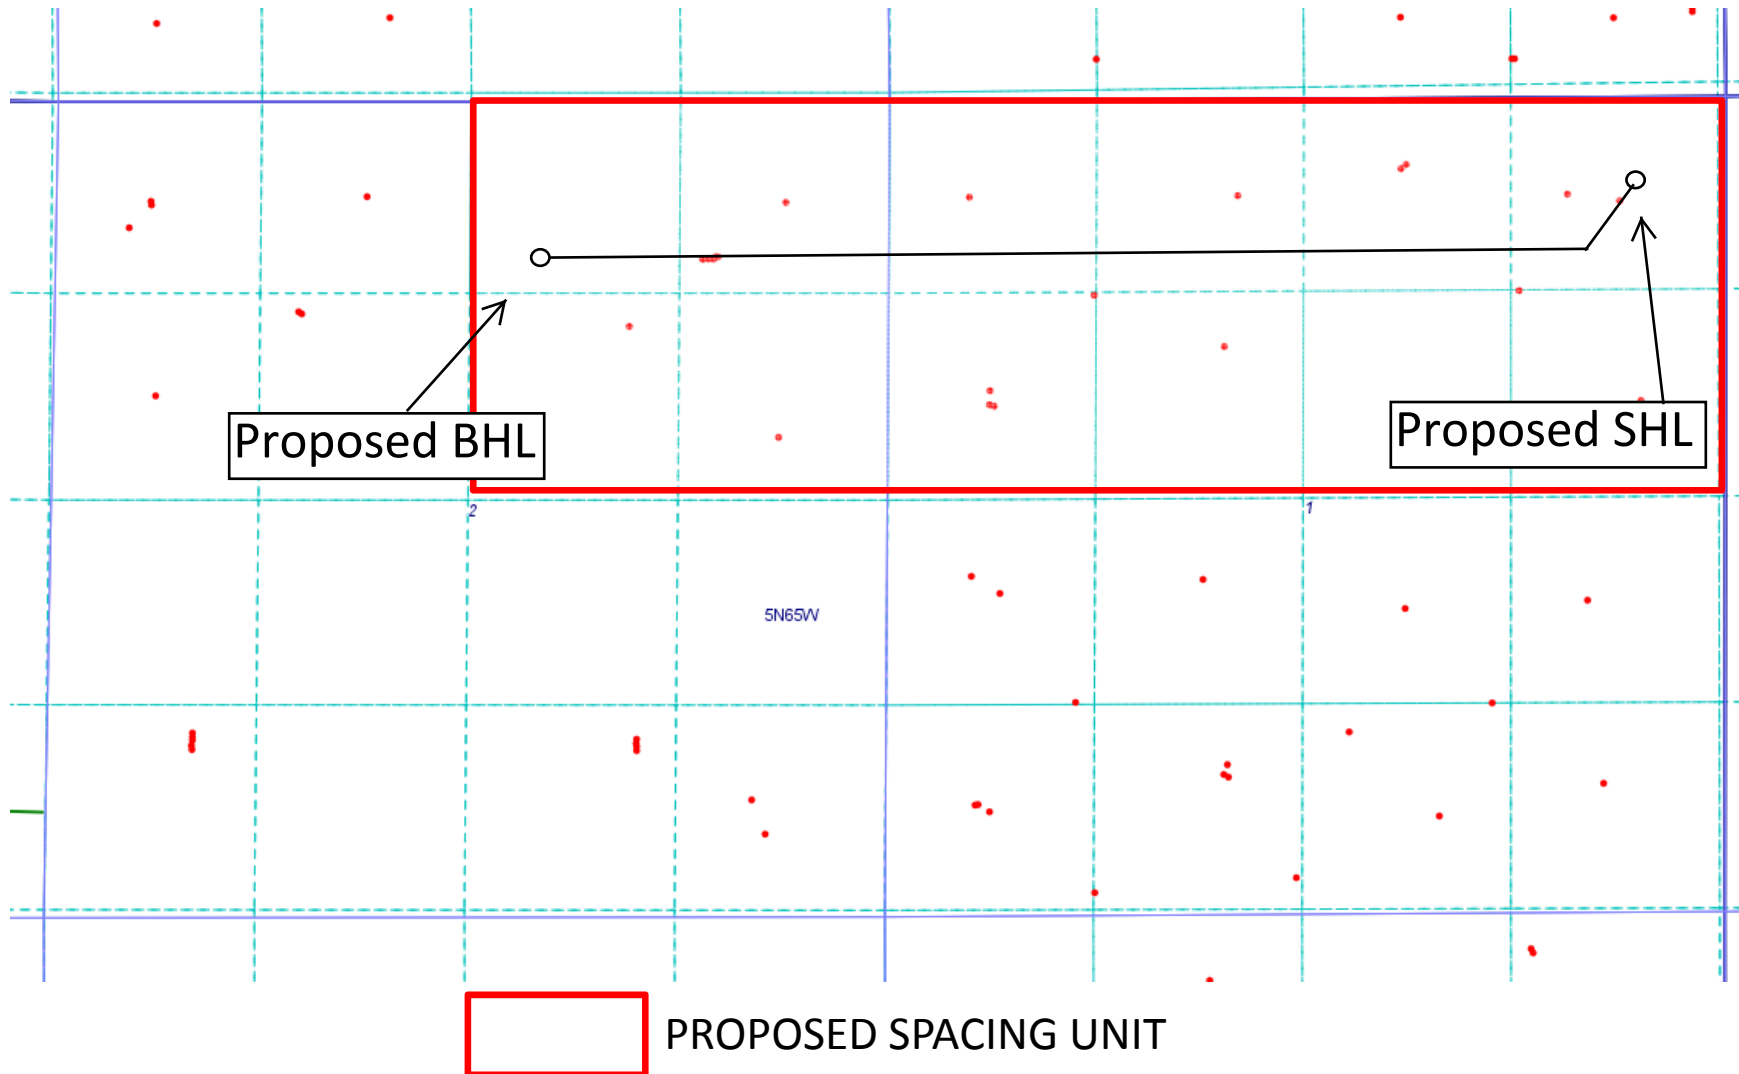 Proposed BHL
Proposed SHL
2
1
5N65W
PROPOSED SPACING UNIT